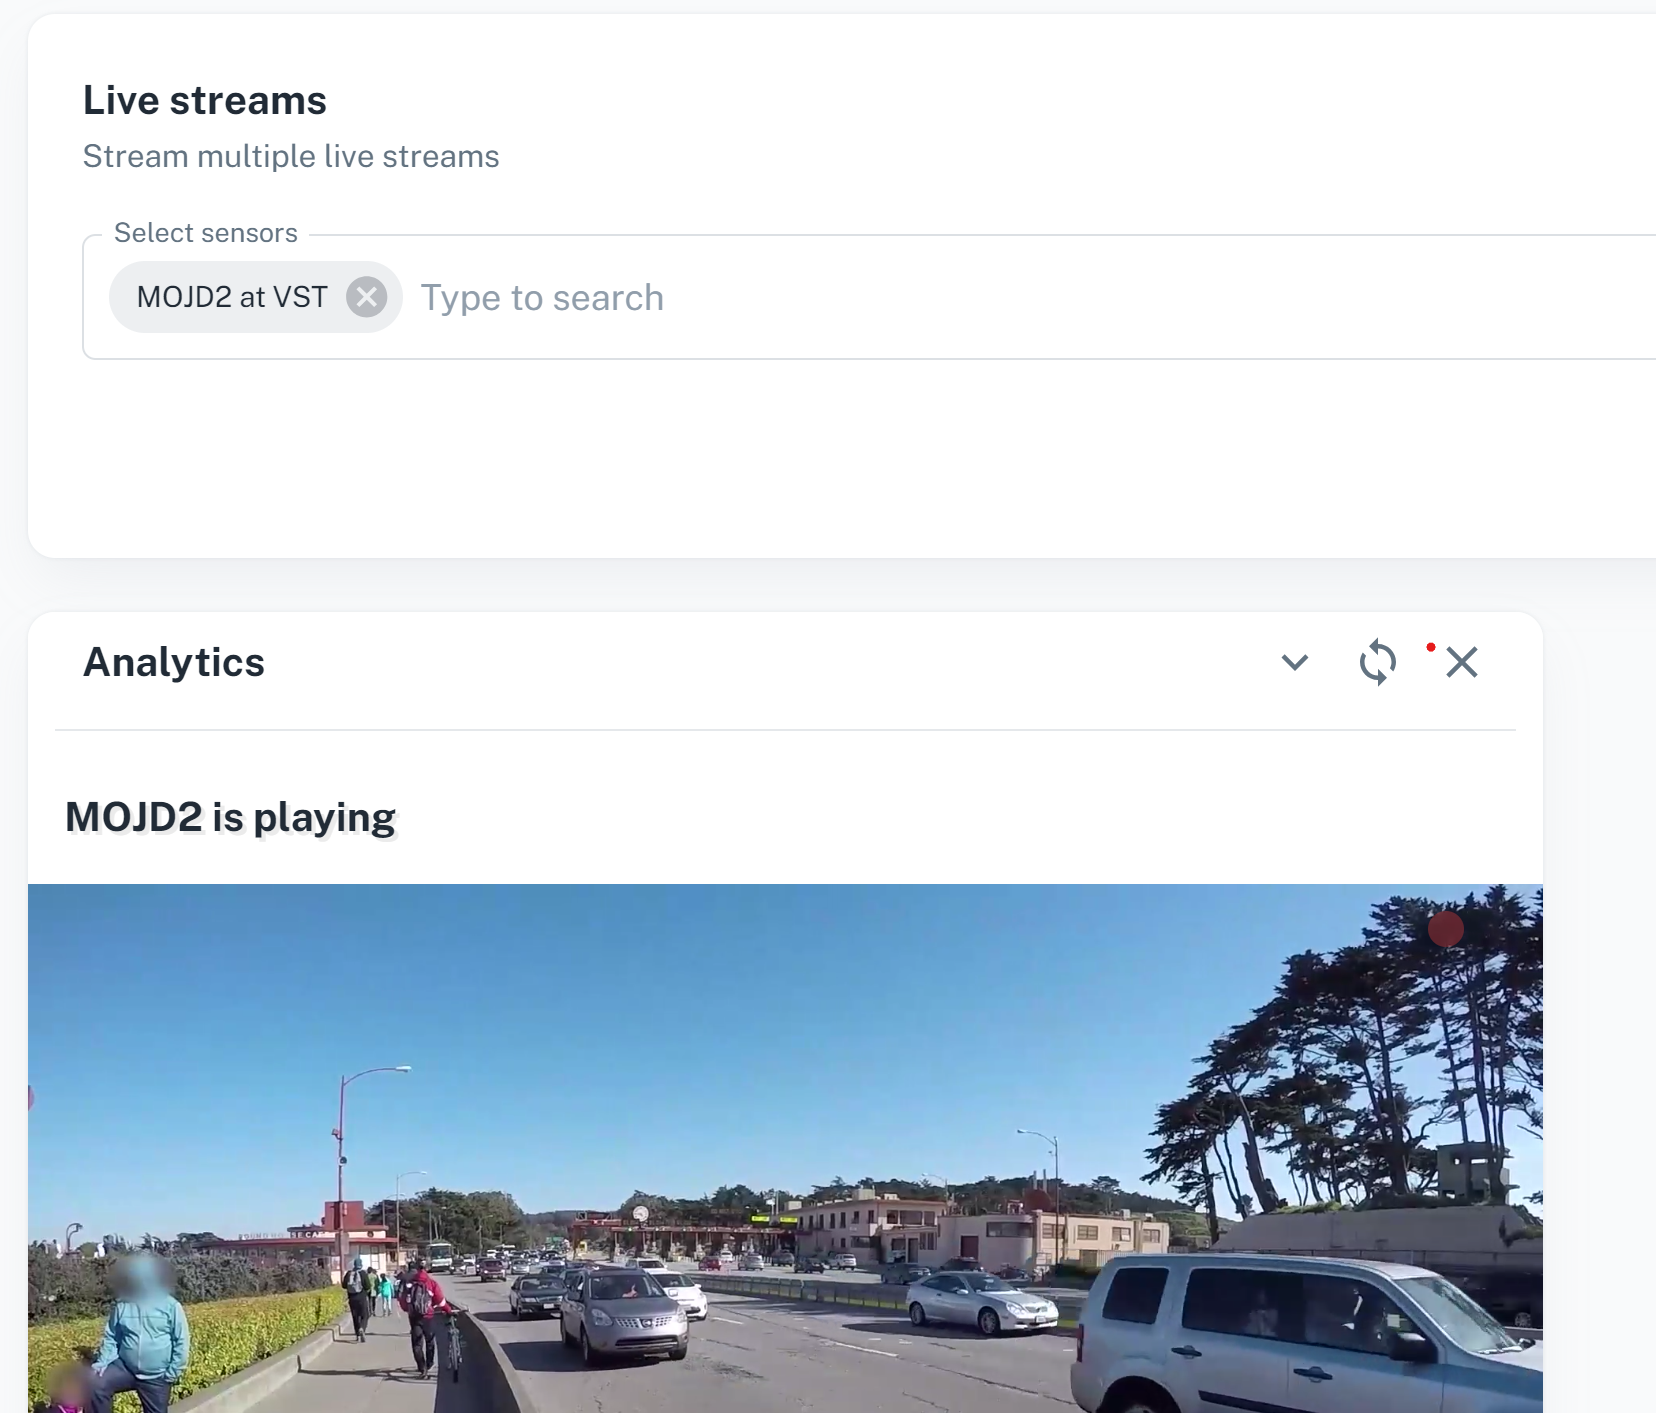 Live streams
Stream multiple live streams
Select sensors
MOJD2 at VST
Type to search
Analytics
MOJD2 is playing